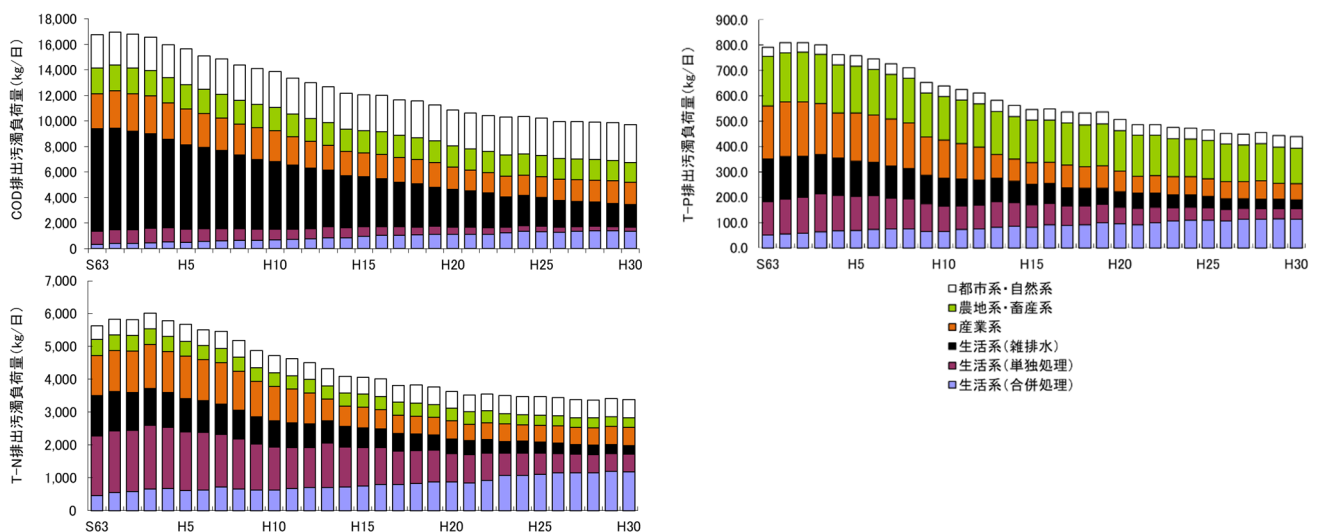 COD排出汚濁負荷量(kg/日)
18,000
16,000
14,000
12,000
10,000
8,000
6,000
4,000
2,000
0
S63 H5 H10 H15 H20 H25 H30
T-P排出汚濁負荷量(kg/日)
900.0
800.0
700.0
600.0
500.0
400.0
300.0
200.0
100.0
0.0
S63 H5 H10 H15 H20 H25 H30
T-N排出汚濁負荷量(kg/日)
7,000
6,000
5,000
4,000
3,000
2,000
1,000
0
S63 H5 H10 H15 H20 H25 H30
都市系・自然系
農地系・畜産系
産業系
生活系(雑排水)
生活系(単独処理)
生活系(合併処理)